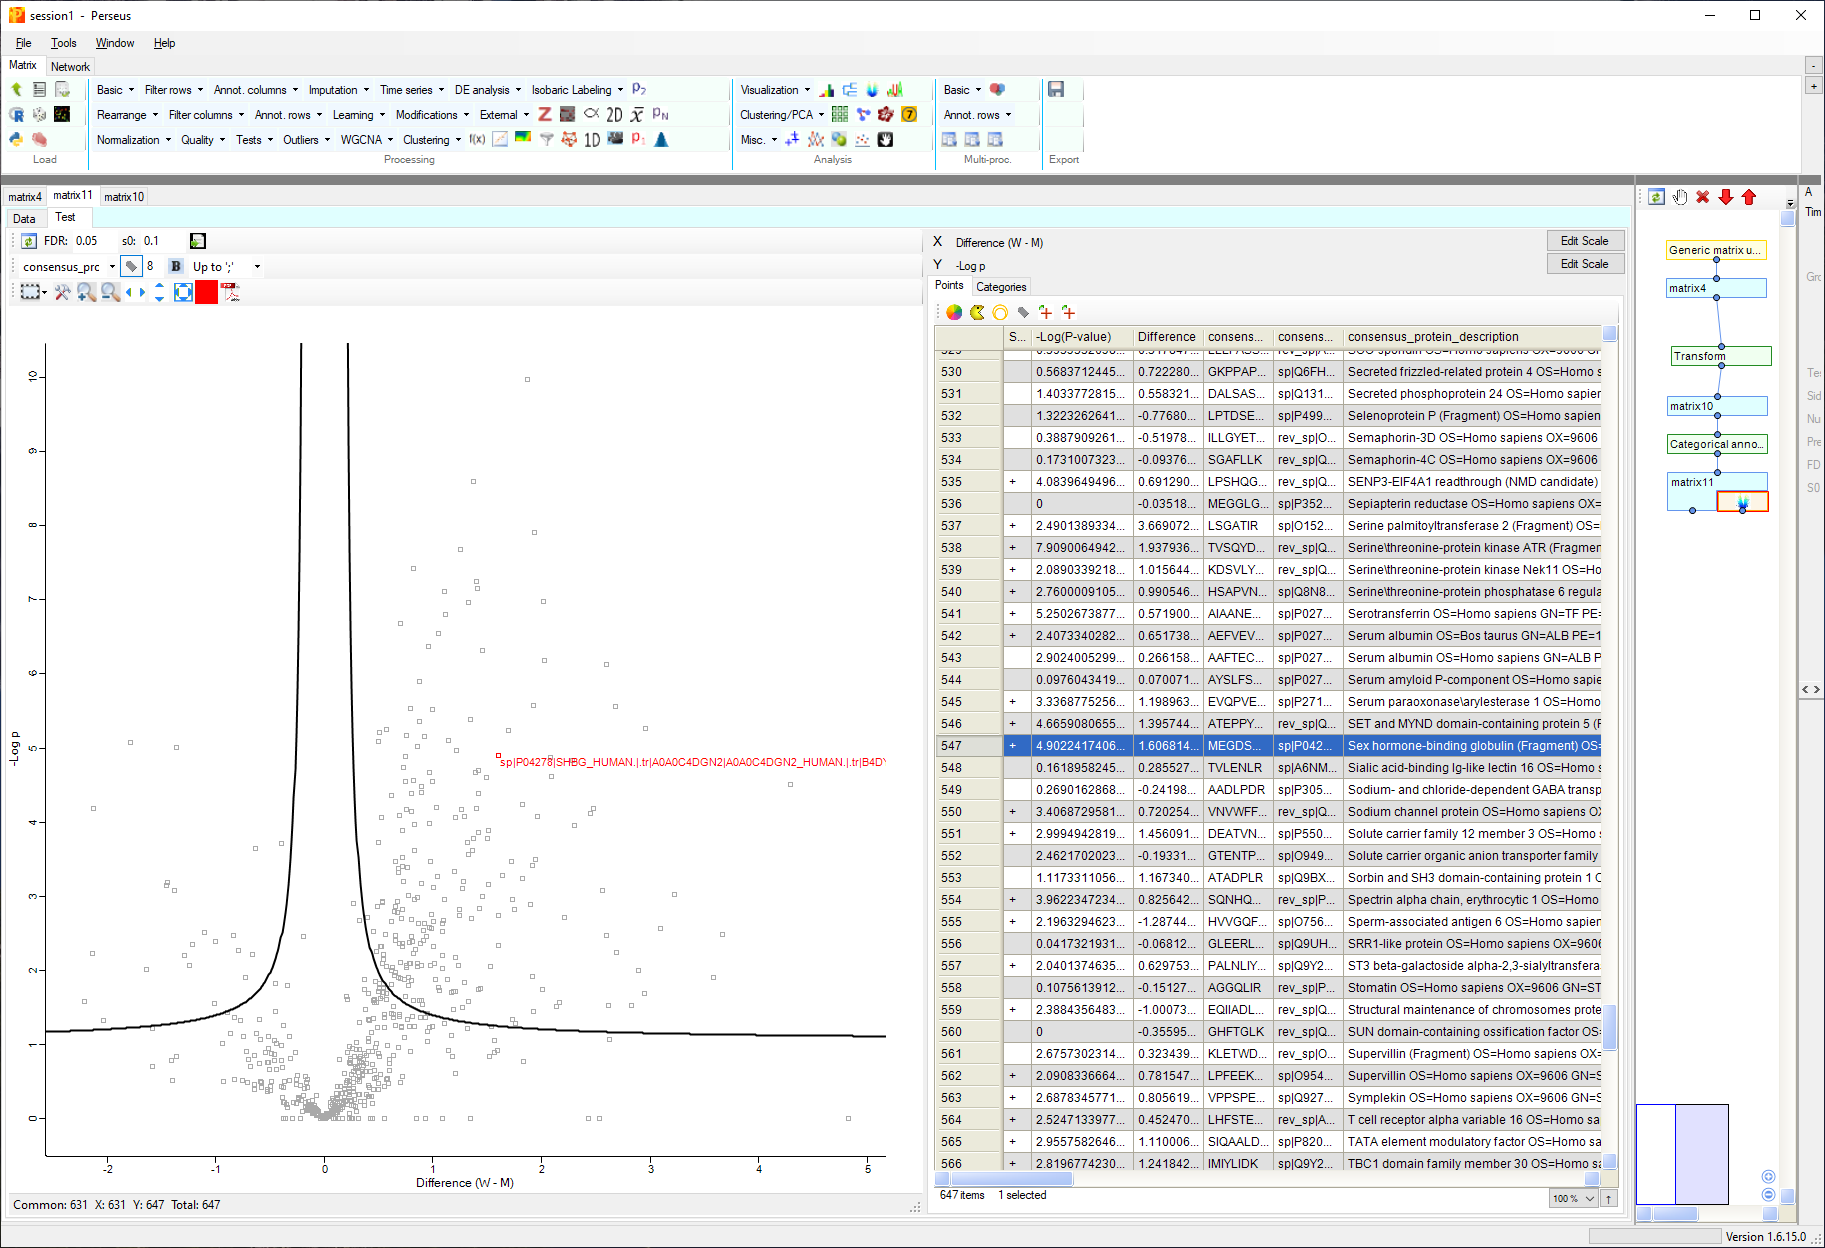 session1 - Perseus
File Tools Window Help
Matrix Network
Basic Filter rows Annot. columns Imputation Time series DE analysis Isobaric Labeling p2
Rearrange Filter columns Annot. rows Learning Modifications External Z 2D x pN
Normalization Quality Tests Outliers WGCNA Clustering f(x) 1D p1
Visualization
Clustering/PCA
Misc.
Basic
Annot. rows
Load Processing Analysis Multi-proc. Export
matrix4 matrix11 matrix10
Data Test
FDR: 0.05 s0: 0.1
consensus_prc 8 B Up to ';'
10
9
8
7
6
5
4
3
2
1
0
-Log p
sp|P04278|SHBG_HUMAN.|.tr|A0A0C4DGN2|A0A0C4DGN2_HUMAN.|.tr|B4DY
-2 -1 0 1 2 3 4 5
Difference (W - M)
Common: 631 X: 631 Y: 647 Total: 647
X Difference (W - M) Edit Scale
Y -Log p Edit Scale
Points Categories
S... -Log(P-value) Difference consens... consens... consensus_protein_description
530 0.5683712445... 0.722280... GKPPAP... sp|Q6FH... Secreted frizzled-related protein 4 OS=Homo s
531 1.4033772815... 0.558321... DALSAS... sp|Q131... Secreted phosphoprotein 24 OS=Homo sapier
532 1.3223262641... -0.77680... LPTDSE... sp|P499... Selenoprotein P (Fragment) OS=Homo sapien
533 0.3887909261... -0.51978... ILLGYET... rev_sp|O... Semaphorin-3D OS=Homo sapiens OX=9606
534 0.1731007323... -0.09376... SGAFLLK rev_sp|Q... Semaphorin-4C OS=Homo sapiens OX=9606
535 + 4.0839649496... 0.691290... LPSHQG... rev_sp|Q... SENP3-EIF4A1 readthrough (NMD candidate)
536 0 -0.03518... MEGGLG... sp|P352... Sepiapterin reductase OS=Homo sapiens OX=
537 + 2.4901389334... 3.669072... LSGATIR sp|O152... Serine palmitoyltransferase 2 (Fragment) OS=
538 + 7.9090064942... 1.937936... TVSQYD... rev_sp|Q... Serine\threonine-protein kinase ATR (Fragmen
539 + 2.0890339218... 1.015644... KDSVLY... rev_sp|Q... Serine\threonine-protein kinase Nek11 OS=Ho
540 + 2.7600009105... 0.990546... HSAPVN... sp|Q8N8... Serine\threonine-protein phosphatase 6 regula
541 + 5.2502673877... 0.571900... AIAANE... sp|P027... Serotransferrin OS=Homo sapiens GN=TF PE=
542 + 2.4073340282... 0.651738... AEFVEV... sp|P027... Serum albumin OS=Bos taurus GN=ALB PE=1
543 2.9024005299... 0.266158... AAFTEC... sp|P027... Serum albumin OS=Homo sapiens GN=ALB P
544 0.0976043419... 0.070071... AYSLFS... sp|P027... Serum amyloid P-component OS=Homo sapie
545 + 3.3368775256... 1.198963... EVQPVE... sp|P271... Serum paraoxonase\arylesterase 1 OS=Homo
546 + 4.6659080655... 1.395744... ATEPPY... rev_sp|Q... SET and MYND domain-containing protein 5 (F
547 + 4.9022417406... 1.606814... MEGDS... sp|P042... Sex hormone-binding globulin (Fragment) OS=
548 0.1618958245... 0.285527... TVLENLR sp|A6NM... Sialic acid-binding Ig-like lectin 16 OS=Homo s
549 0.2690162868... -0.24198... AADLPDR sp|P305... Sodium- and chloride-dependent GABA transp
550 + 3.4068729581... 0.720254... VNVWFF... rev_sp|Q... Sodium channel protein OS=Homo sapiens OX
551 + 2.9994942819... 1.456091... DEATVN... sp|P550... Solute carrier family 12 member 3 OS=Homo s
552 2.4621702023... -0.19331... GTENTP... sp|O949... Solute carrier organic anion transporter family
553 1.1173311056... 1.167340... ATADPLR sp|Q9BX... Sorbin and SH3 domain-containing protein 1 O
554 + 3.9622347234... 0.825642... SQNHQ... rev_sp|P... Spectrin alpha chain, erythrocytic 1 OS=Homo
555 + 2.1963294623... -1.28744... HVVGQF... sp|O756... Sperm-associated antigen 6 OS=Homo sapien
556 0.0417321931... -0.06812... GLEERL... sp|Q9UH... SRR1-like protein OS=Homo sapiens OX=9606
557 + 2.0401374635... 0.629753... PALNLIY... sp|Q9Y2... ST3 beta-galactoside alpha-2,3-sialyltransfera
558 0.1075613912... -0.15127... AGGQLIR rev_sp|P... Stomatin OS=Homo sapiens OX=9606 GN=ST
559 + 2.3884356483... -1.00073... EQIIADL... rev_sp|Q... Structural maintenance of chromosomes prote
560 0 -0.35595... GHFTGLK rev_sp|Q... SUN domain-containing ossification factor OS=
561 2.6757302314... 0.323439... KLETWD... rev_sp|O... Supervillin (Fragment) OS=Homo sapiens OX=
562 + 2.0908336664... 0.781547... LPFEEK... sp|O954... Supervillin OS=Homo sapiens OX=9606 GN=S
563 + 2.6878345771... 0.805619... VPPSPE... sp|Q927... Symplekin OS=Homo sapiens OX=9606 GN=S
564 + 2.5247133977... 0.452470... LHFSTE... rev_sp|A... T cell receptor alpha variable 16 OS=Homo sa
565 + 2.9557582646... 1.110006... SIQAALD... sp|P820... TATA element modulatory factor OS=Homo sa
566 + 2.8196774230... 1.241842... IMIYLIDK sp|Q9Y2... TBC1 domain family member 30 OS=Homo sa
647 items 1 selected
100 %
Generic matrix u...
matrix4
Transform
matrix10
Categorical anno...
matrix11
A
Tim
Gro
Tes
Sid
Nu
Pre
FD
S0
Version 1.6.15.0